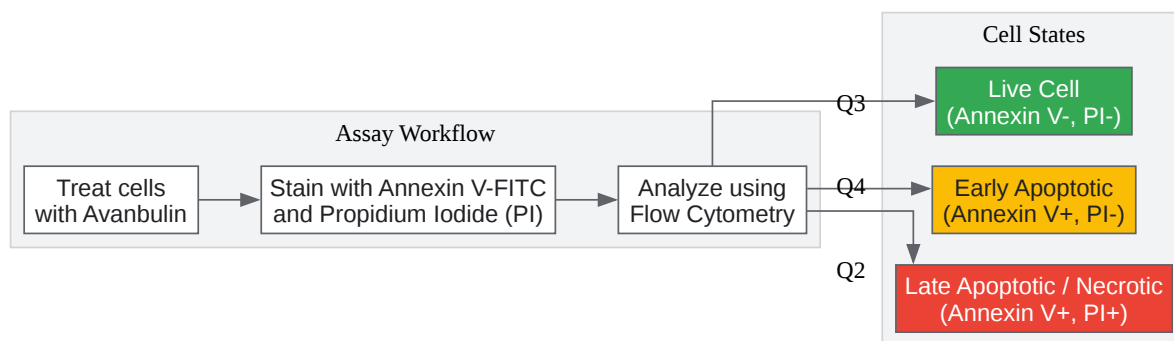 Assay Workflow
Treat cells
with Avanbulin
Stain with Annexin V-FITC
and Propidium Iodide (PI)
Analyze using
Flow Cytometry
Q3
Q4
Q2
Cell States
Live Cell
(Annexin V-, PI-)
Early Apoptotic
(Annexin V+, PI-)
Late Apoptotic / Necrotic
(Annexin V+, PI+)